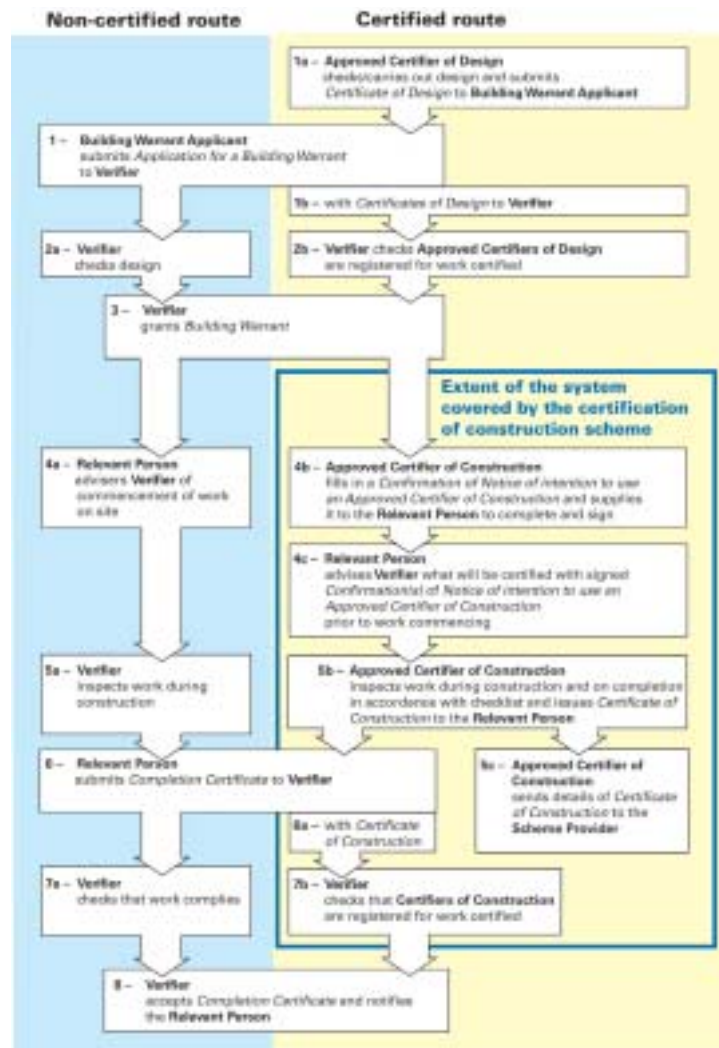 Non-certified route
Certified route
1a – Approved Certifier of Design
checks/carries out design and submits
Certificate of Design to Building Warrant Applicant
1 – Building Warrant Applicant
submits Application for a Building Warrant
to Verifier
1b – with Certificates of Design to Verifier
2a – Verifier
checks design
2b – Verifier checks Approved Certifiers of Design
are registered for work certified
3 – Verifier
grants Building Warrant
Extent of the system
covered by the certification
of construction scheme
4a – Relevant Person
advisers Verifier of
commencement of work
on site
4b – Approved Certifier of Construction
fills in a Confirmation of Notice of intention to use
an Approved Certifier of Construction and supplies
it to the Relevant Person to complete and sign
4c – Relevant Person
advises Verifier what will be certified with signed
Confirmation(s) of Notice of intention to use an
Approved Certifier of Construction
prior to work commencing
5a – Verifier
inspects work during
construction
5b – Approved Certifier of Construction
inspects work during construction and on completion
in accordance with checklist and issues Certificate of
Construction to the Relevant Person
6 – Relevant Person
submits Completion Certificate to Verifier
5c – Approved Certifier of
Construction
sends details of Certificate
of Construction to the
Scheme Provider
6a – with Certificate
of Construction
7a – Verifier
checks that work complies
7b – Verifier
checks that Certifiers of Construction
are registered for work certified
8 – Verifier
accepts Completion Certificate and notifies
the Relevant Person